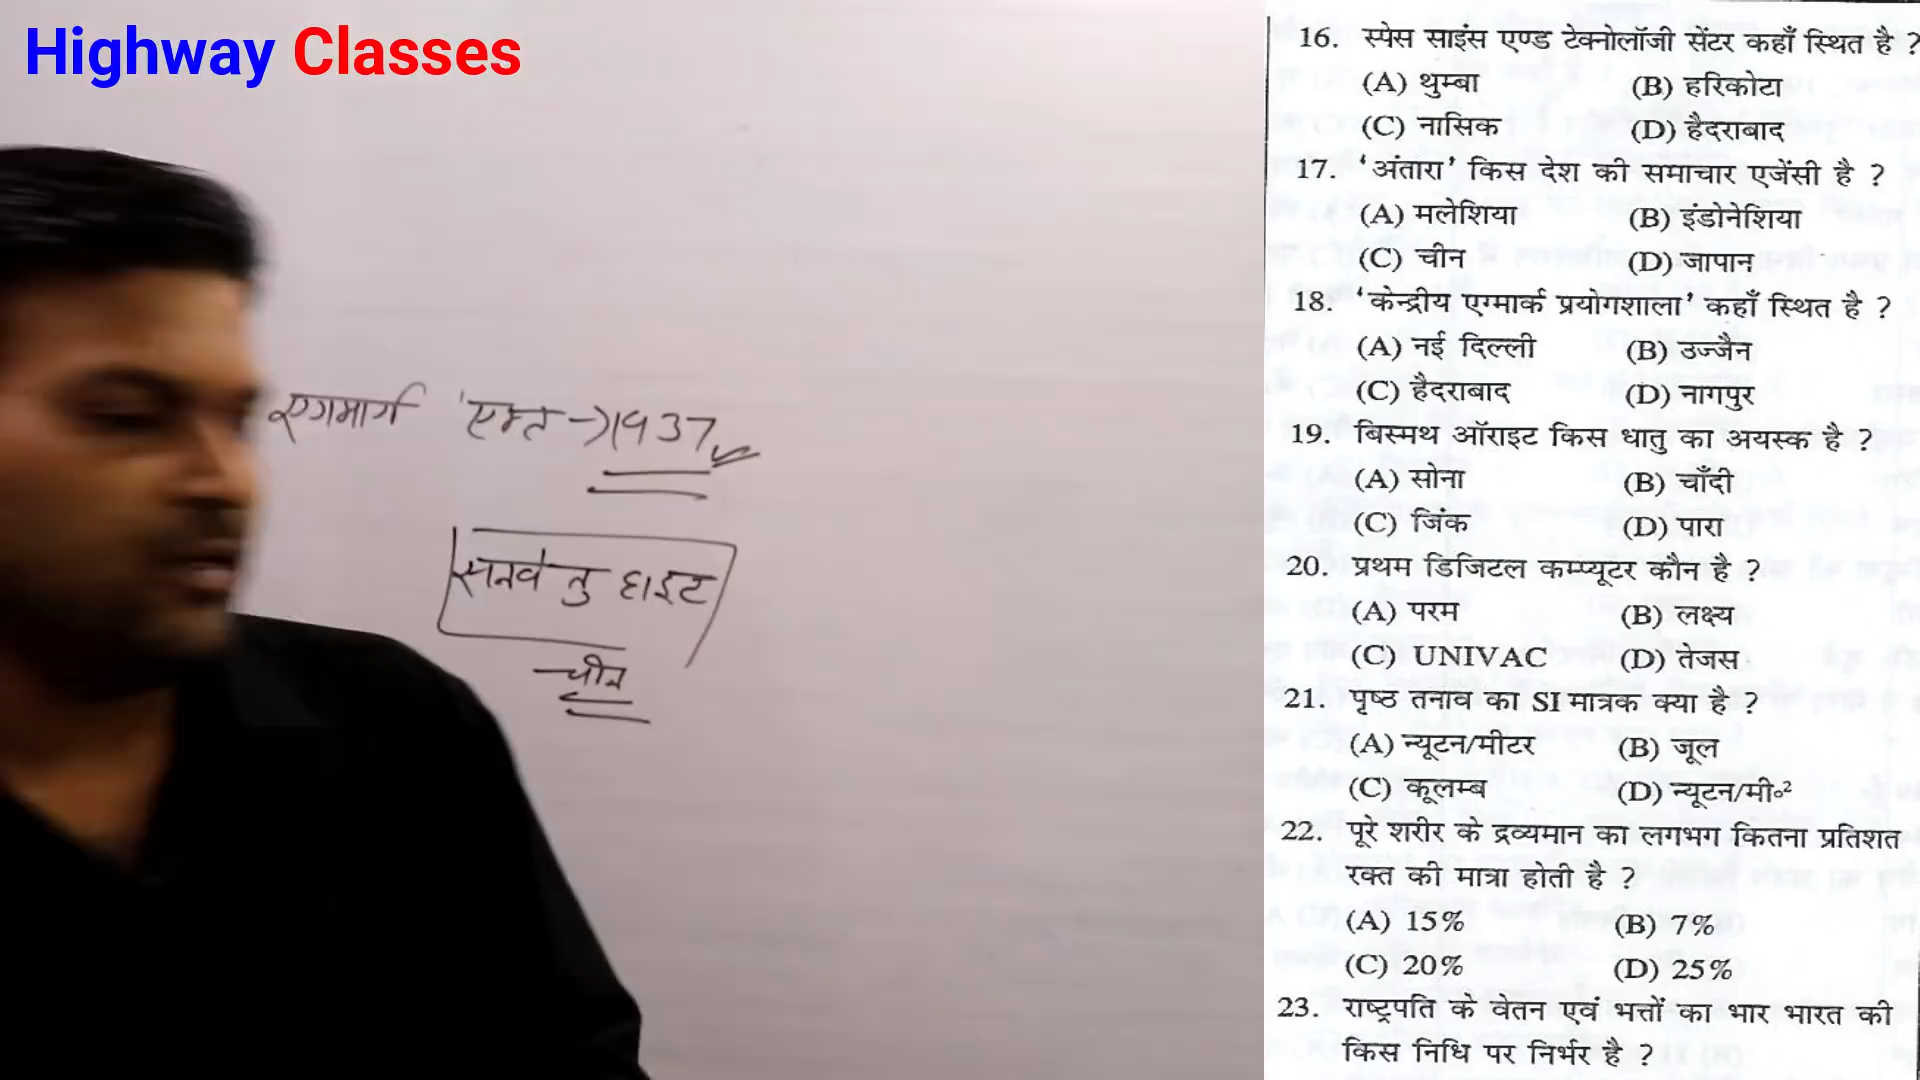 Highway Classes
एगमार्ग एक्ट→1937
हाइट
चीन
16. स्पेस साइंस एण्ड टेक्नोलॉजी सेंटर कहाँ स्थित है ?
(A) थुम्बा (B) हरिकोटा
(C) नासिक (D) हैदराबाद
17. ‘अंतारा’ किस देश की समाचार एजेंसी है ?
(A) मलेशिया (B) इंडोनेशिया
(C) चीन (D) जापान
18. ‘केन्द्रीय एग्मार्क प्रयोगशाला’ कहाँ स्थित है ?
(A) नई दिल्ली (B) उज्जैन
(C) हैदराबाद (D) नागपुर
19. बिस्मथ ऑराइट किस धातु का अयस्क है ?
(A) सोना (B) चाँदी
(C) जिंक (D) पारा
20. प्रथम डिजिटल कम्प्यूटर कौन है ?
(A) परम (B) लक्ष्य
(C) UNIVAC (D) तेजस
21. पृष्ठ तनाव का SI मात्रक क्या है ?
(A) न्यूटन/मीटर (B) जूल
(C) कूलम्ब (D) न्यूटन/मी॰²
22. पूरे शरीर के द्रव्यमान का लगभग कितना प्रतिशत
रक्त की मात्रा होती है ?
(A) 15% (B) 7%
(C) 20% (D) 25%
23. राष्ट्रपति के वेतन एवं भत्तों का भार भारत की
किस निधि पर निर्भर है ?